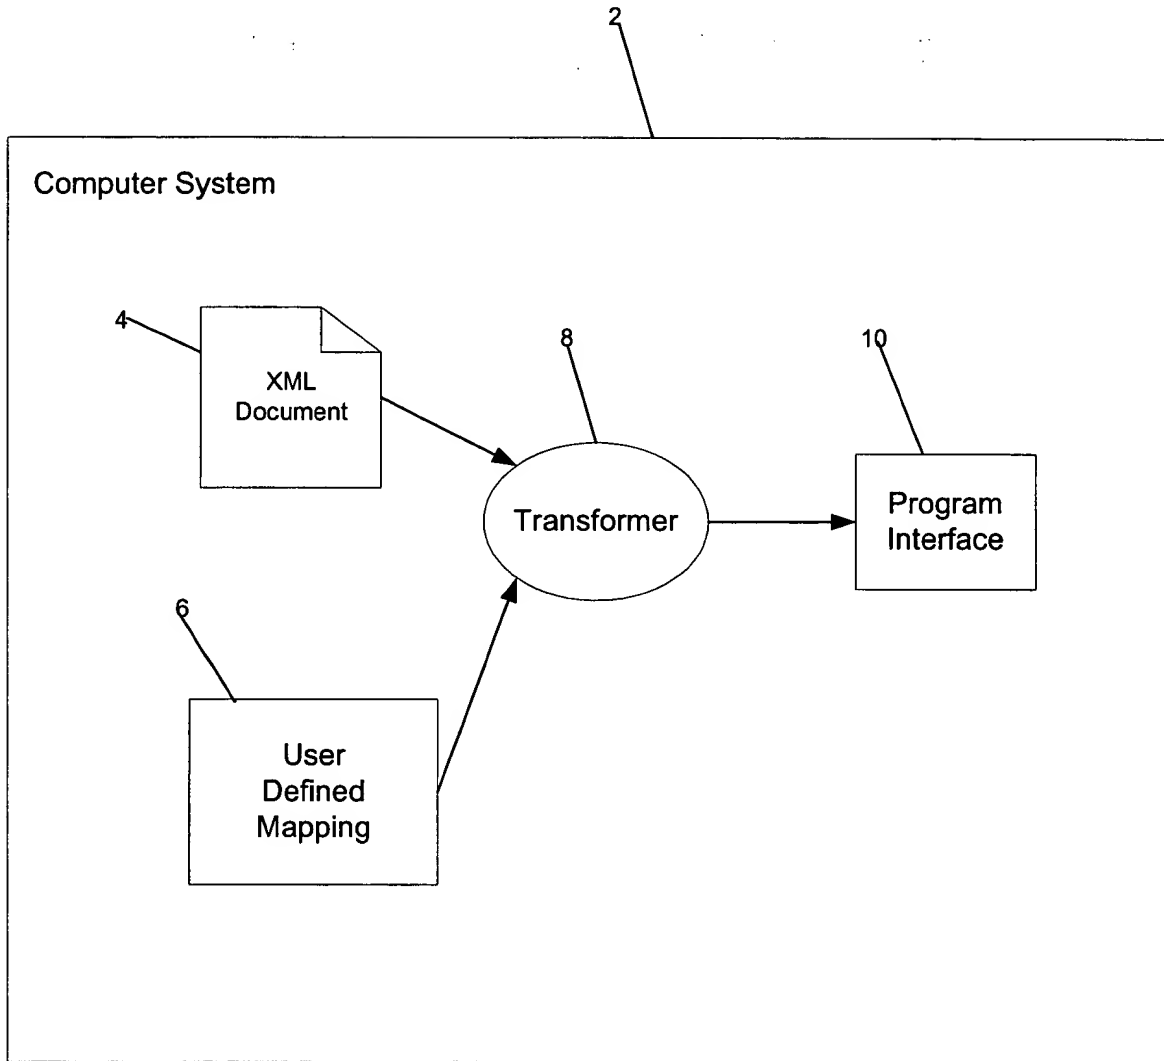 2
Computer System
4
XML
Document
8
Transformer
10
Program
Interface
6
User
Defined
Mapping